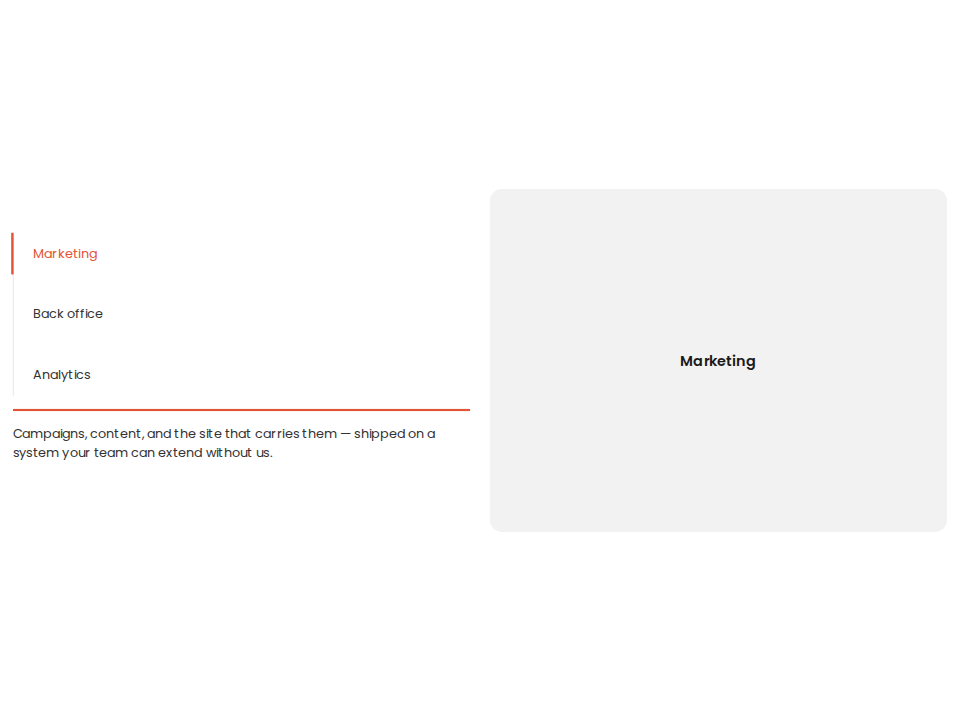 Marketing
Back office
Analytics
Campaigns, content, and the site that carries them — shipped on a
system your team can extend without us.
Marketing